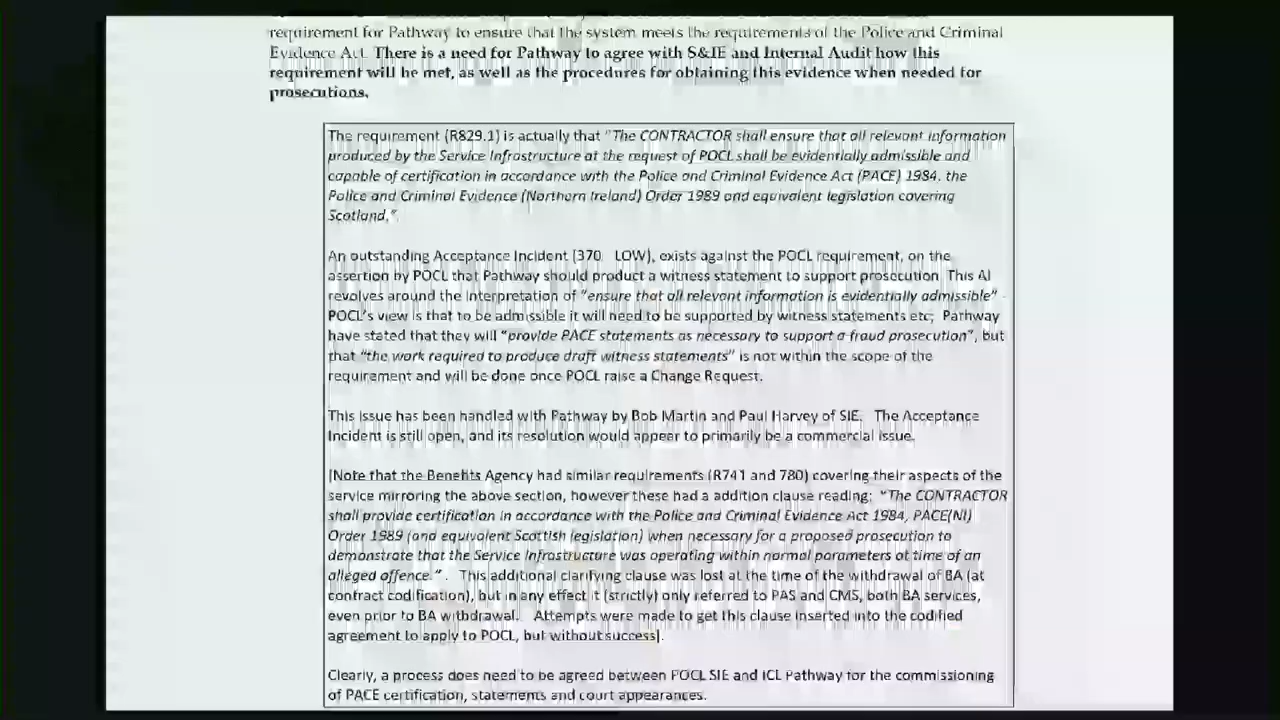 requirement for Pathway to ensure that the system meets the requirements of the Police and Criminal
Evidence Act. There is a need for Pathway to agree with S&IE and Internal Audit how this
requirement will be met, as well as the procedures for obtaining this evidence when needed for
prosecutions.
The requirement (R829.1) is actually that "The CONTRACTOR shall ensure that all relevant information
produced by the Service Infrastructure at the request of POCL shall be evidentially admissible and
capable of certification in accordance with the Police and Criminal Evidence Act (PACE) 1984, the
Police and Criminal Evidence (Northern Ireland) Order 1989 and equivalent legislation covering
Scotland.".
An outstanding Acceptance Incident (370 LOW), exists against the POCL requirement, on the
assertion by POCL that Pathway should product a witness statement to support prosecution. This AI
revolves around the interpretation of "ensure that all relevant information is evidentially admissible" -
POCL's view is that to be admissible it will need to be supported by witness statements etc; Pathway
have stated that they will "provide PACE statements as necessary to support a fraud prosecution", but
that "the work required to produce draft witness statements" is not within the scope of the
requirement and will be done once POCL raise a Change Request.
This issue has been handled with Pathway by Bob Martin and Paul Harvey of SIE. The Acceptance
Incident is still open, and its resolution would appear to primarily be a commercial issue.
[Note that the Benefits Agency had similar requirements (R741 and 780) covering their aspects of the
service mirroring the above section, however these had a addition clause reading: "The CONTRACTOR
shall provide certification in accordance with the Police and Criminal Evidence Act 1984, PACE(NI)
Order 1989 (and equivalent Scottish legislation) when necessary for a proposed prosecution to
demonstrate that the Service Infrastructure was operating within normal parameters at time of an
alleged offence.". This additional clarifying clause was lost at the time of the withdrawal of BA (at
contract codification), but in any effect it (strictly) only referred to PAS and CMS, both BA services,
even prior to BA withdrawal. Attempts were made to get this clause inserted into the codified
agreement to apply to POCL, but without success].
Clearly, a process does need to be agreed between POCL SIE and ICL Pathway for the commissioning
of PACE certification, statements and court appearances.